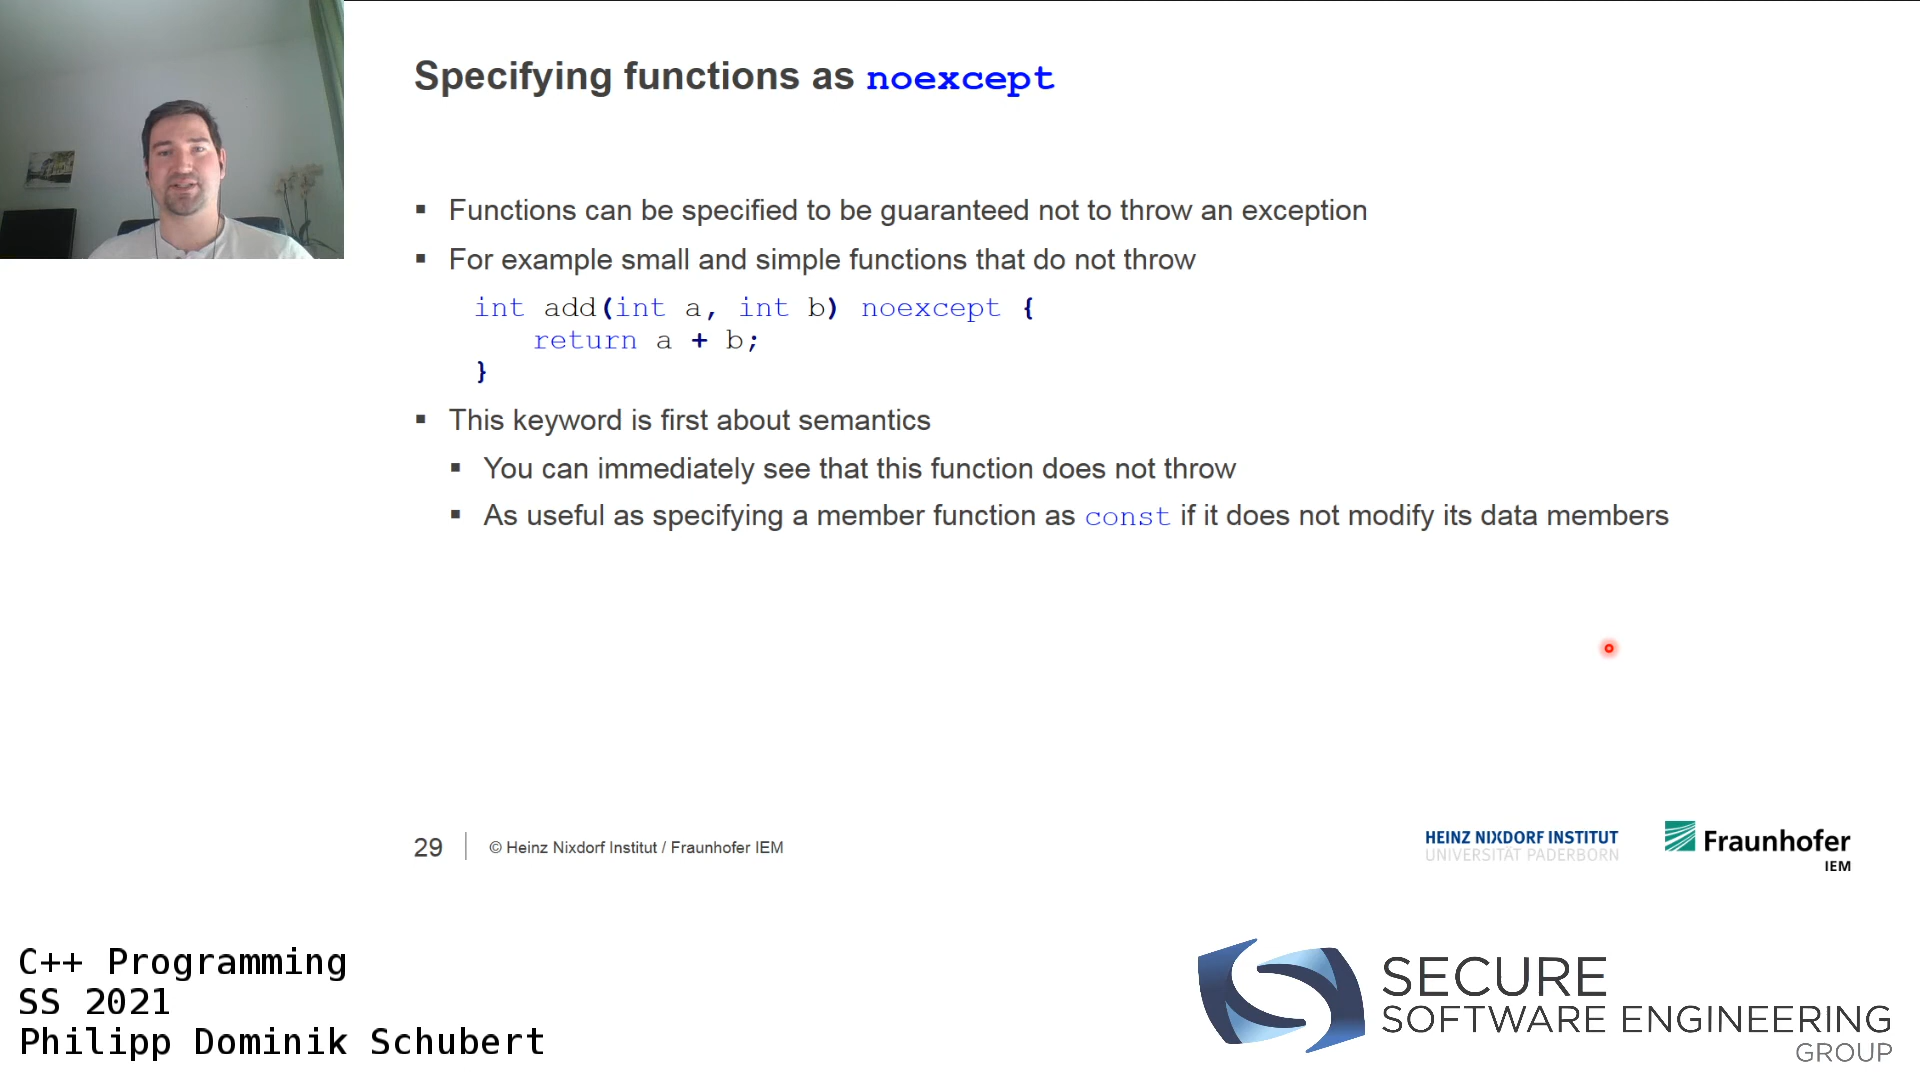 Specifying functions as noexcept
▪ Functions can be specified to be guaranteed not to throw an exception
▪ For example small and simple functions that do not throw
int add(int a, int b) noexcept {
return a + b;
}
▪ This keyword is first about semantics
▪ You can immediately see that this function does not throw
▪ As useful as specifying a member function as const if it does not modify its data members
29
© Heinz Nixdorf Institut / Fraunhofer IEM
HEINZ NIXDORF INSTITUT
UNIVERSITÄT PADERBORN
Fraunhofer
IEM
C++ Programming
SS 2021
Philipp Dominik Schubert
SECURE
SOFTWARE ENGINEERING
GROUP